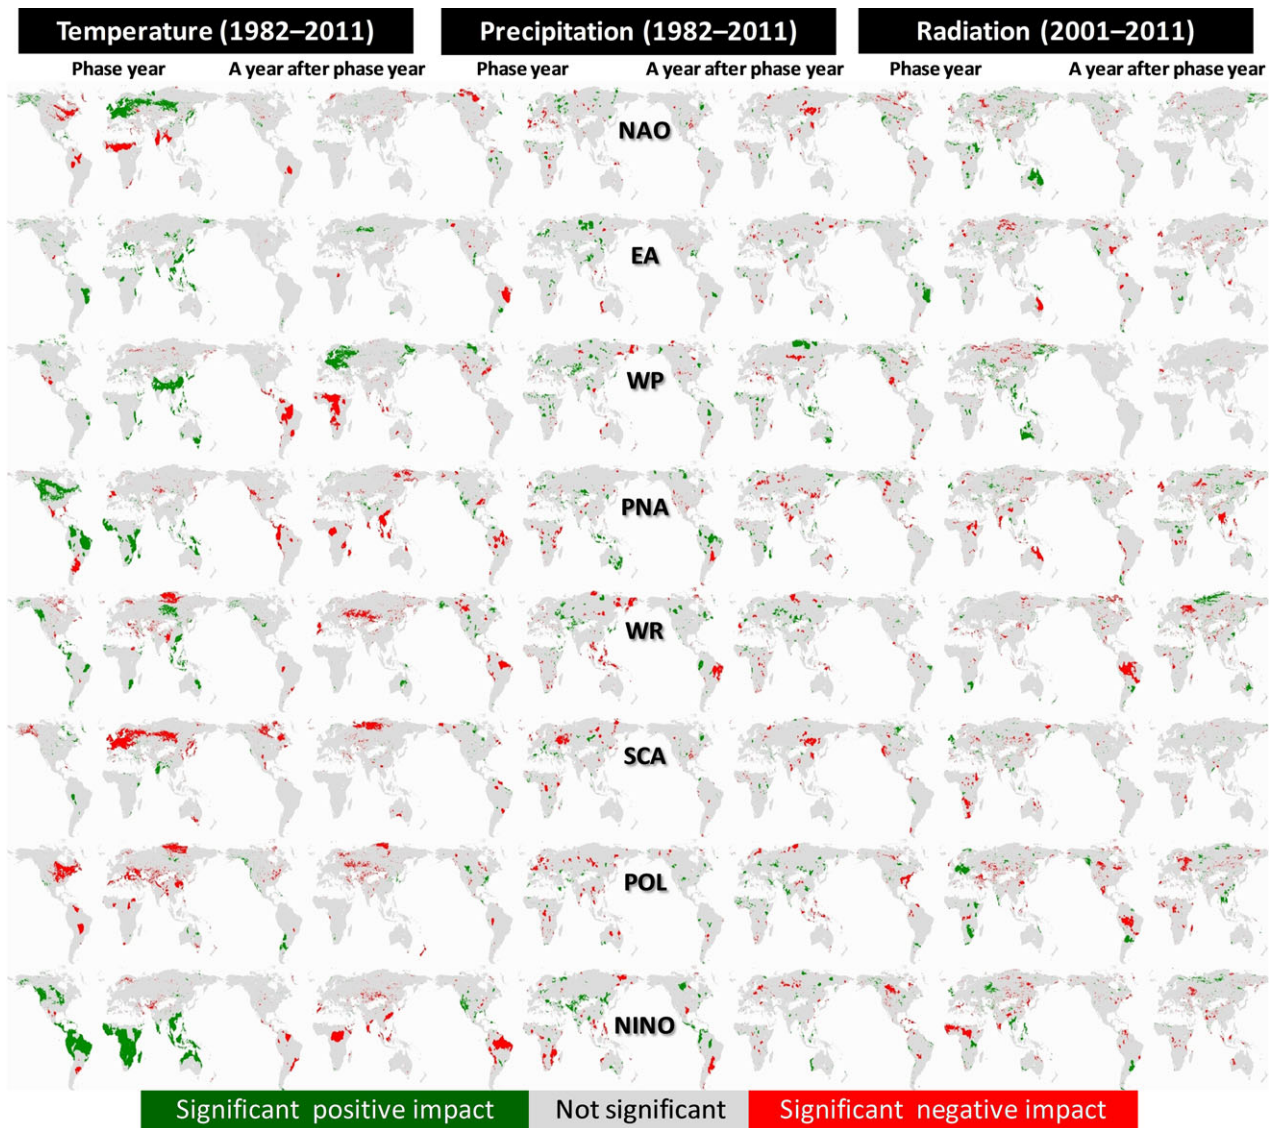 Temperature (1982–2011) Precipitation (1982–2011) Radiation (2001–2011)
Phase year A year after phase year Phase year A year after phase year Phase year A year after phase year
NAO
EA
WP
PNA
WR
SCA
POL
NINO
Significant positive impact Not significant Significant negative impact